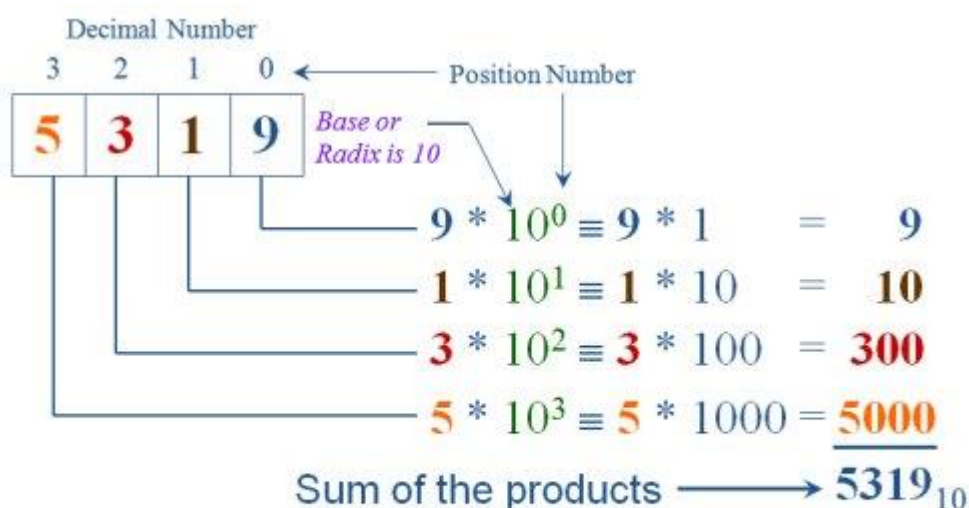 Decimal Number
3 2 1 0
Position Number
5 3 1 9
Base or
Radix is 10
9 * 10⁰ ≡ 9 * 1 = 9
1 * 10¹ ≡ 1 * 10 = 10
3 * 10² ≡ 3 * 100 = 300
5 * 10³ ≡ 5 * 1000 = 5000
Sum of the products 5319₁₀